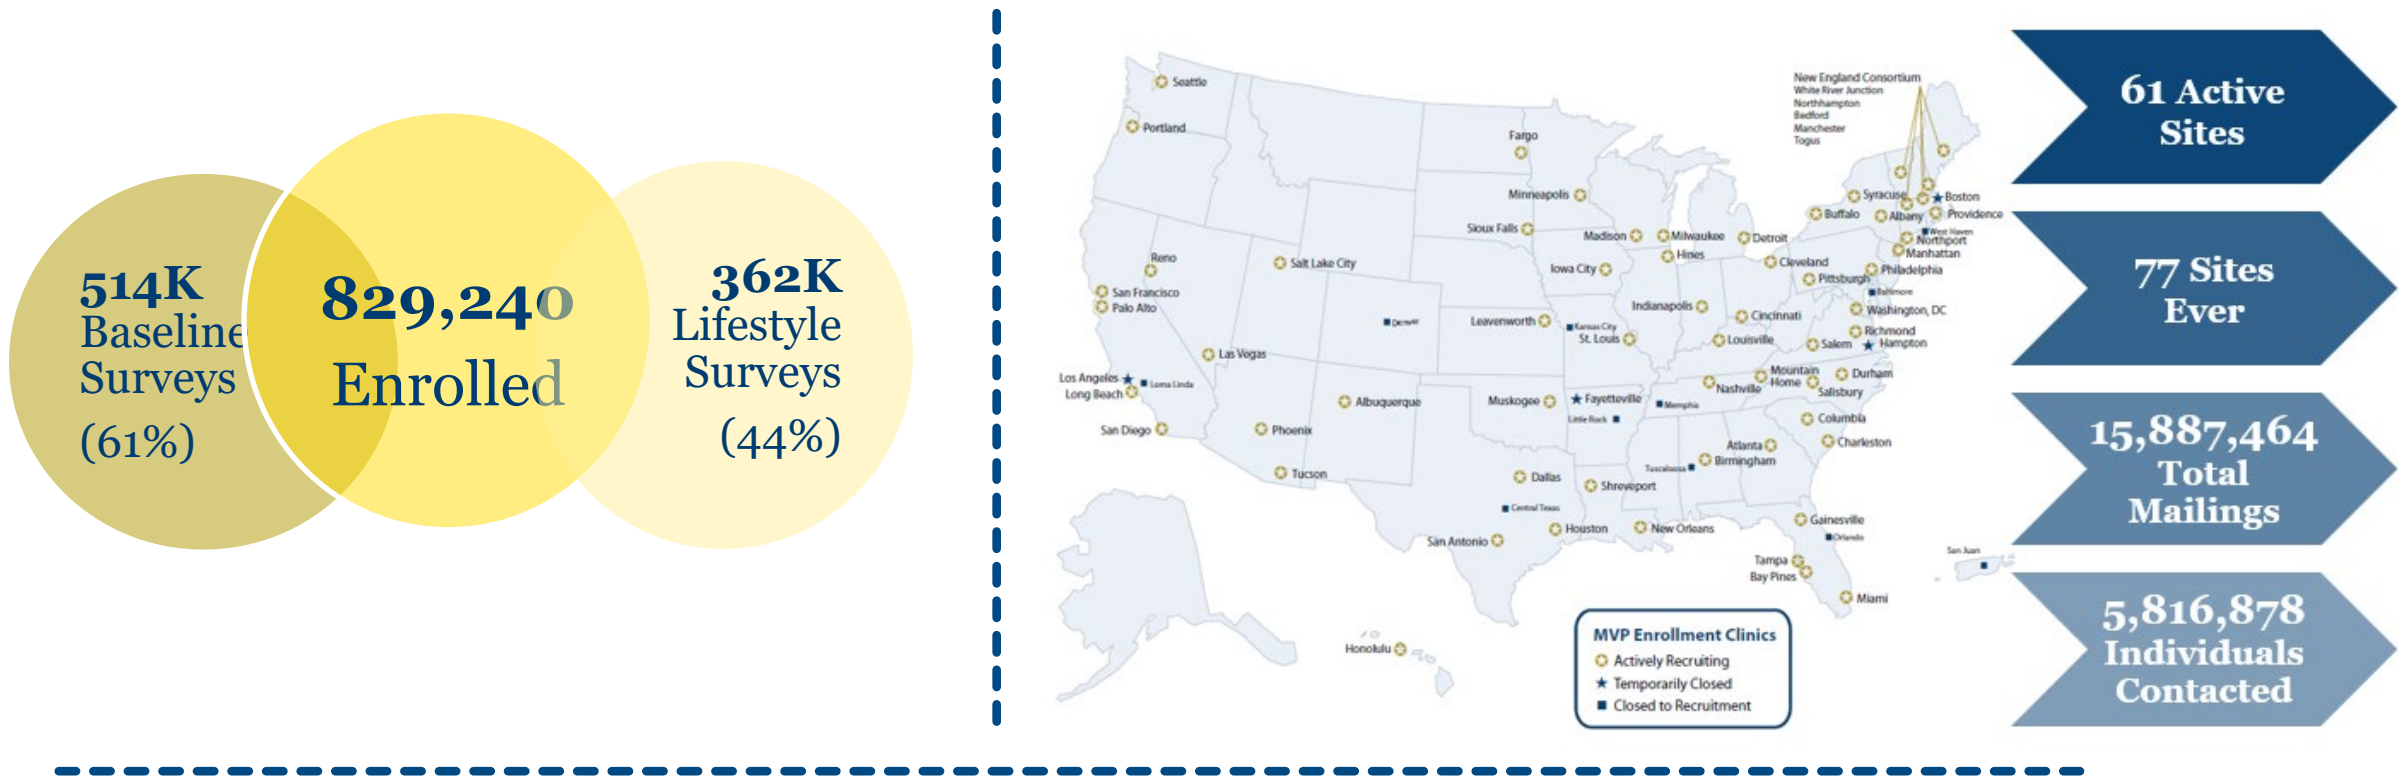 514K
Baseline
Surveys
(61%)
829,240
Enrolled
362K
Lifestyle
Surveys
(44%)
Seattle
Portland
Fargo
Minneapolis
Sioux Falls
Madison
Milwaukee
Detroit
Hines
Iowa City
Reno
Salt Lake City
San Francisco
Palo Alto
Las Vegas
Los Angeles
Loma Linda
Long Beach
San Diego
Phoenix
Tucson
Albuquerque
Denver
Leavenworth
Kansas City
St. Louis
Indianapolis
Cincinnati
Louisville
Cleveland
Pittsburgh
New England Consortium
White River Junction
Northhampton
Bedford
Manchester
Togus
Syracuse
Boston
Buffalo
Albany
Providence
West Haven
Northport
Manhattan
Philadelphia
Baltimore
Washington, DC
Richmond
Salem
Hampton
Mountain
Home
Durham
Nashville
Salisbury
Muskogee
Fayetteville
Memphis
Little Rock
Columbia
Charleston
Atlanta
Birmingham
Tuscaloosa
Dallas
Shreveport
Central Texas
Houston
New Orleans
San Antonio
Gainesville
Orlando
Tampa
Bay Pines
Miami
San Juan
Honolulu
MVP Enrollment Clinics
Actively Recruiting
Temporarily Closed
Closed to Recruitment
61 Active
Sites
77 Sites
Ever
15,887,464
Total
Mailings
5,816,878
Individuals
Contacted